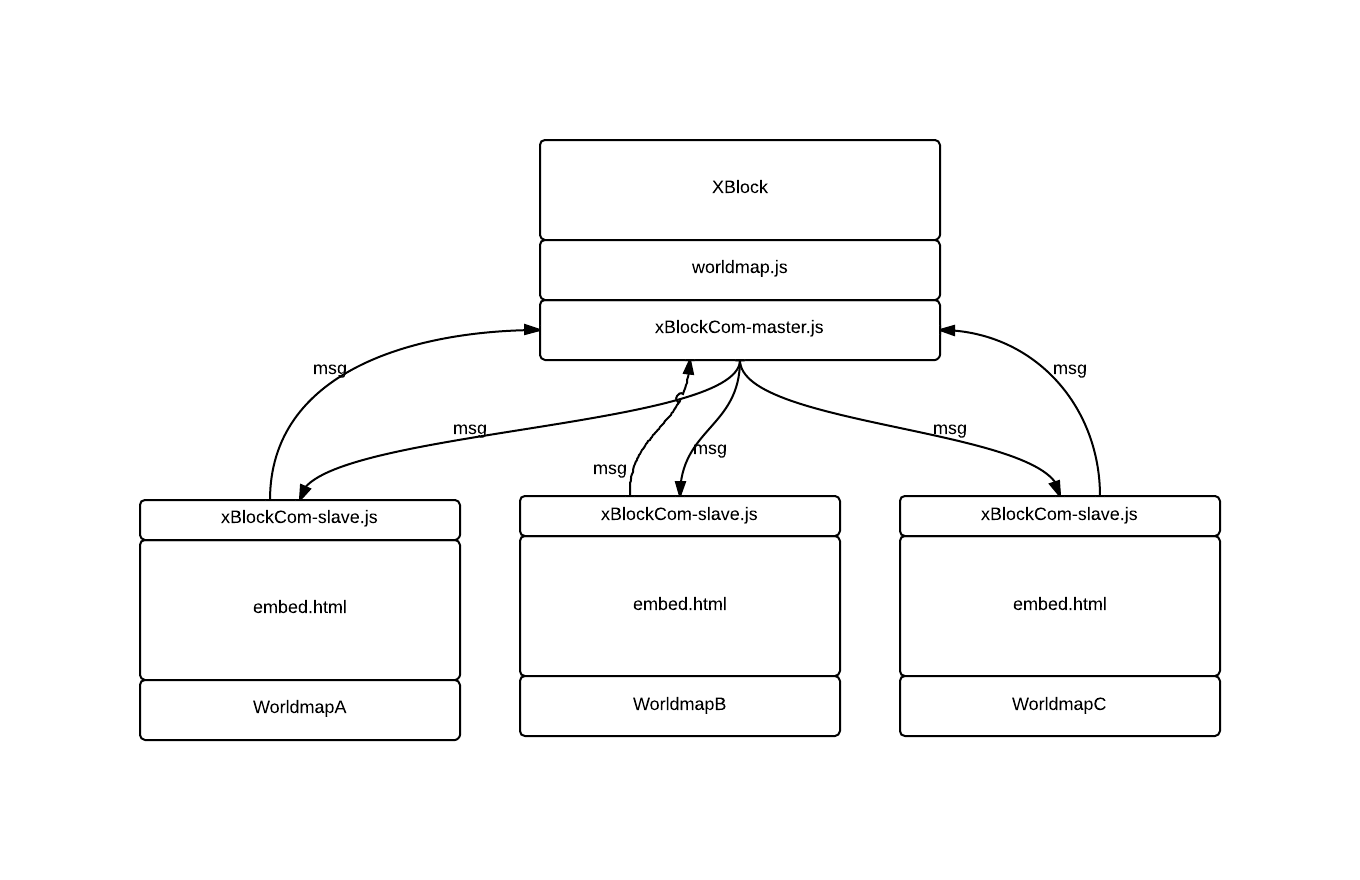 XBlock
worldmap.js
xBlockCom-master.js
msg
msg
msg
msg
msg
msg
xBlockCom-slave.js
xBlockCom-slave.js
xBlockCom-slave.js
embed.html
embed.html
embed.html
WorldmapA
WorldmapB
WorldmapC